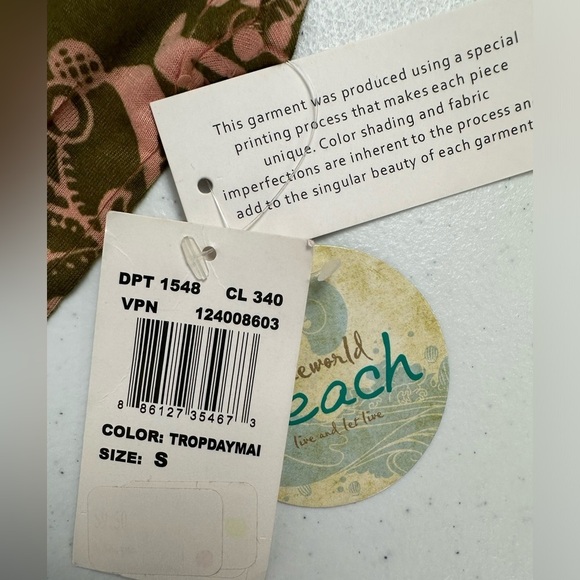 This garment was produced using a special
printing process that makes each piece
unique. Color shading and fabric
imperfections are inherent to the process an
add to the singular beauty of each garment
DPT 1548 CL 340
VPN 124008603
8 86127 35467 3
COLOR: TROPDAYMAI
SIZE: S
eworld
each
live and let live